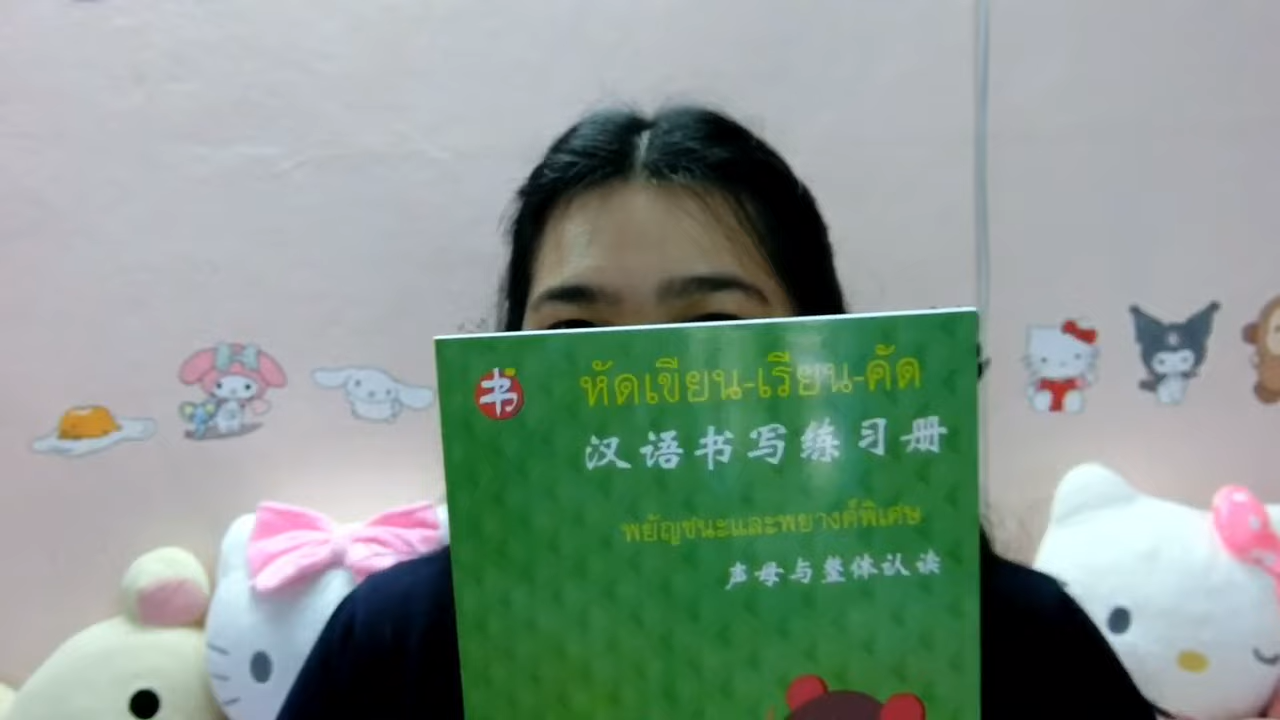 书
หัดเขียน-เรียน-คัด
汉语书写练习册
พยัญชนะและพยางค์พิเศษ
声母与整体认读